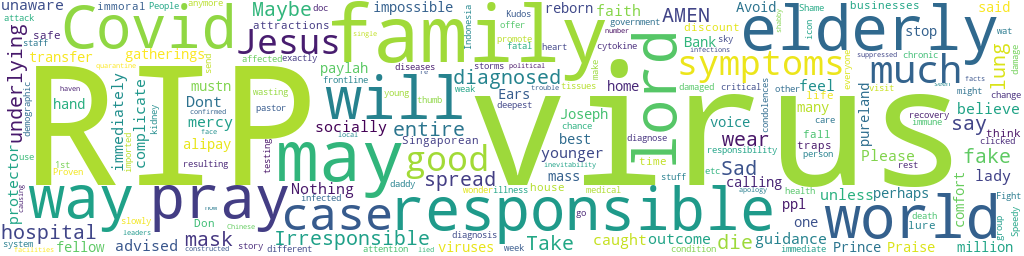 unaware
immoral
People
anymore
attack
doc
Maybe
impossible
reborn
faith
unaware
AMEN
Avoid
businesses
Covid
family
elderly
Jesus
attractions
Kudos
offer
promote
fatal
heart
Indonesia
government
discount
Bank
sky
icon
Shame
shabby
said
stop
wat
safe
staff
transfer
gatherings
affected
exactly
single
number
cytokine
infections
everyone
symptoms
much
chronic
lung
damage
underlying
demographic
haven
quarantine
storms
political
diseases
paylah
frontline
weak
tissues
make
home
damaged
critical
condolences
other
feel
suppressed
facts
seen
might
change
RIP
virus
will
lord
diagnosed
Ears
deepest
trouble
diagnose
life
many
care
pureland
recovery
immune
believe
hand
Dont
mustn
wasting
young
thumb
pastor
mercy
face
confirmed
alipay
kidney
imported
immediately
complicate
protector
use
1st
Proven
resulting
testing
socially
local
entire
Singaporean
Joseph
chance
best
younger
inevitability
voice
responsibility
wear
fall
traps
person
say
think
clicked
rest
may
good
spread
mass
time
Sad
etc
Please
fake
lady
way
pray
case
responsible
world
Nothing
infected
daddy
wonder
illness
house
medical
stuff
apology
calling
health
unless
perhaps
comfort
Fight
causing
slowly
now
Don
Chinese
hospital
mask
Irresponsible
viruses
Take
go
caught
outcome
die
ppl
guidance
one
death
lure
group
Speedy
system
leaders
constructed
fellow
advised
story
different
attention
lied
diagnosis
week
condition
immediate
Prince
Praise
million